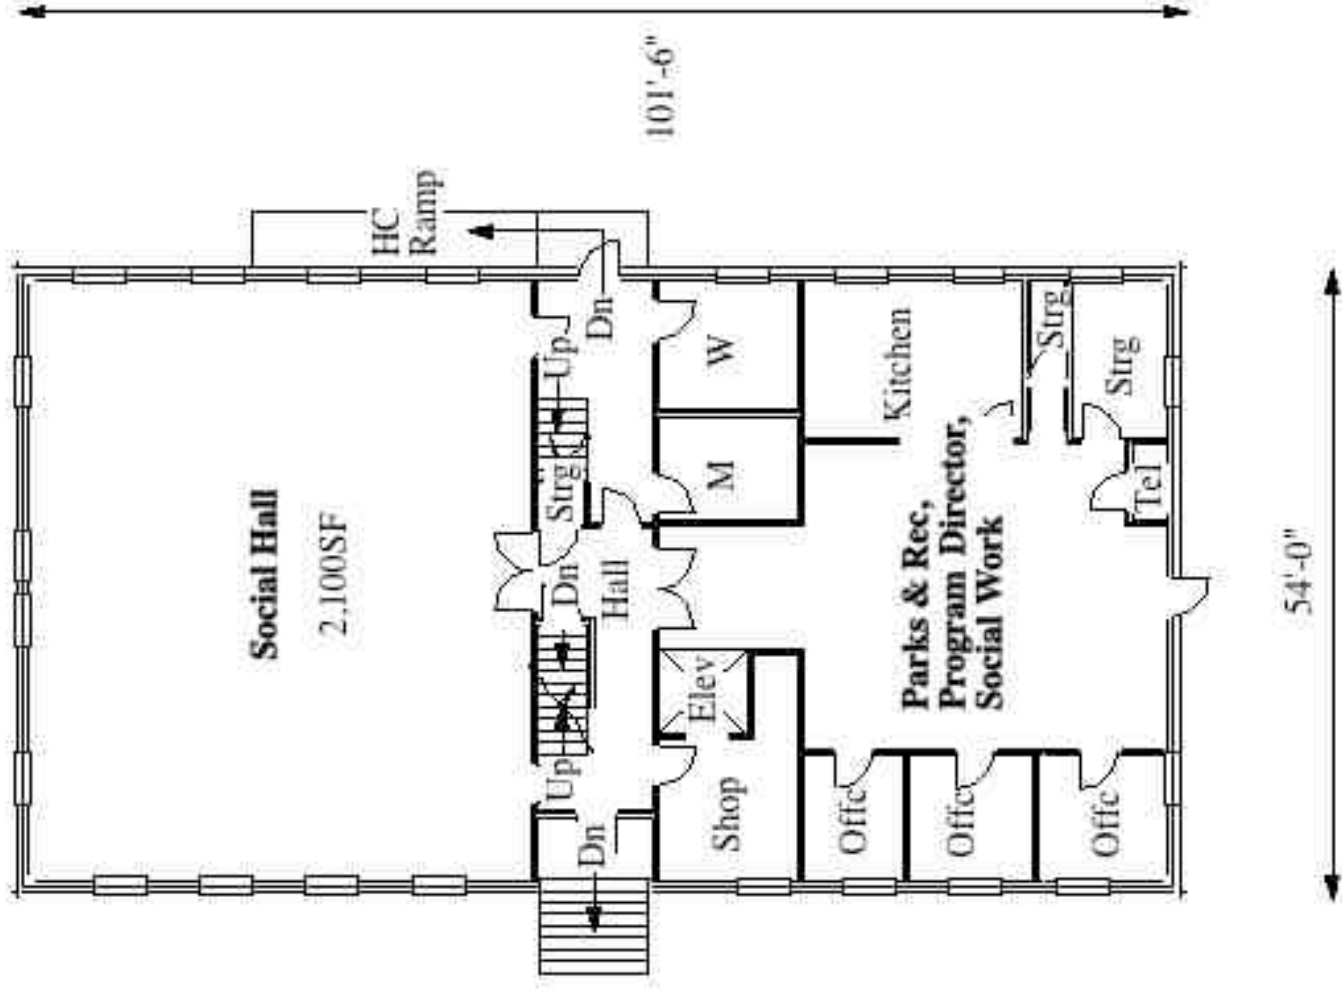 101'-6"
HC
Ramp
Up
Dn
W
Kitchen
Strg
Strg
Social Hall
2,100SF
Strg
M
Tel
Dn
Hall
Parks & Rec,
Program Director,
Social Work
54'-0"
Up
Elev
Dn
Shop
Offc
Offc
Offc